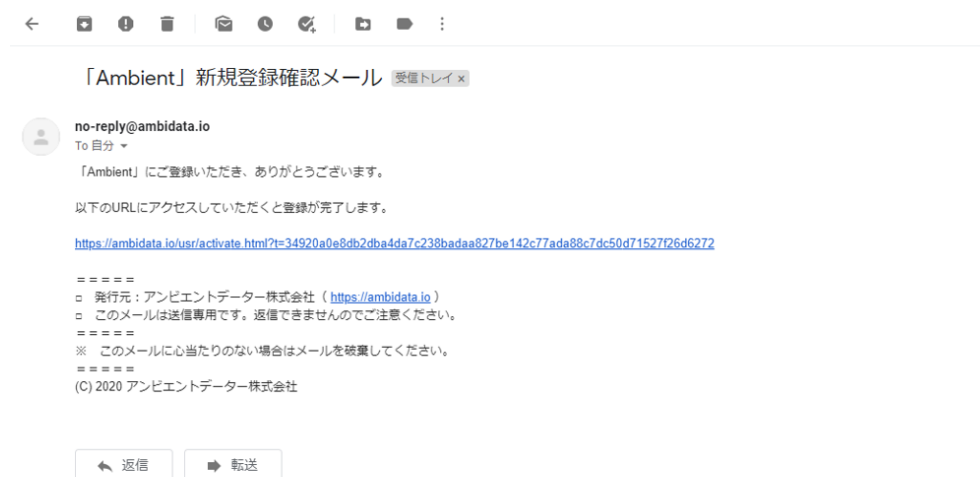 「Ambient」新規登録確認メール 受信トレイ ×
no-reply@ambidata.io
To 自分
「Ambient」にご登録いただき、ありがとうございます。
以下のURLにアクセスしていただくと登録が完了します。
https://ambidata.io/usr/activate.html?t=34920a0e8db2dba4da7c238badaa827be142c77ada88c7dc50d71527f26d6272
=====
□ 発行元：アンビエントデーター株式会社（ https://ambidata.io ）
□ このメールは送信専用です。返信できませんのでご注意ください。
=====
※ このメールに心当たりのない場合はメールを破棄してください。
=====
(C) 2020 アンビエントデーター株式会社
返信 転送